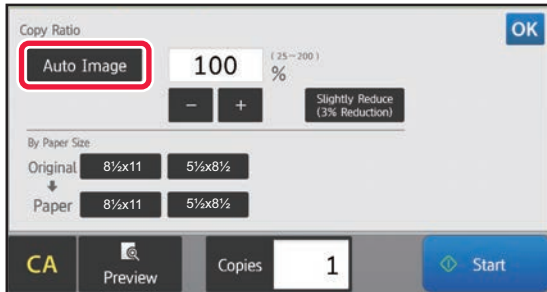 Copy Ratio
OK
Auto Image
100
(25~200)
%
－ ＋
Slightly Reduce
(3% Reduction)
By Paper Size
Original 8½x11 5½x8½
Paper 8½x11 5½x8½
CA
Preview
Copies 1
Start